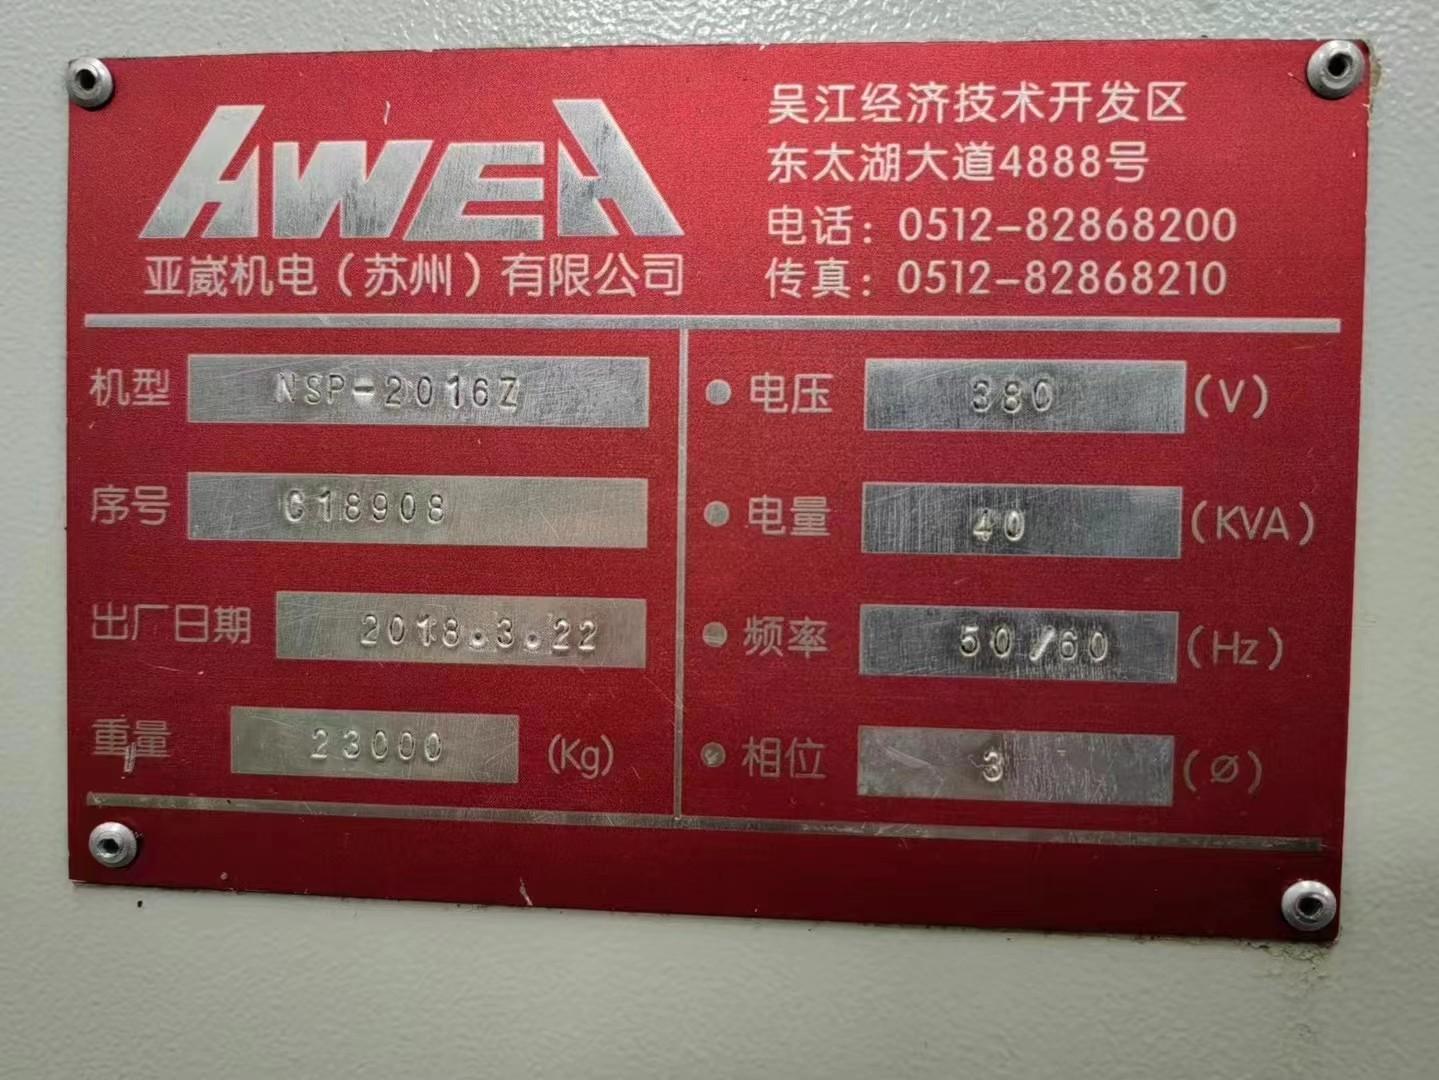 AWEA
亚崴机电（苏州）有限公司
吴江经济技术开发区
东太湖大道4888号
电话：0512-82868200
传真：0512-82868210
机型 NSP-2016Z
序号 C18908
出厂日期 2018.3.22
重量 23000 (Kg)
电压 380 (V)
电量 40 (KVA)
频率 50/60 (Hz)
相位 3 (Ø)